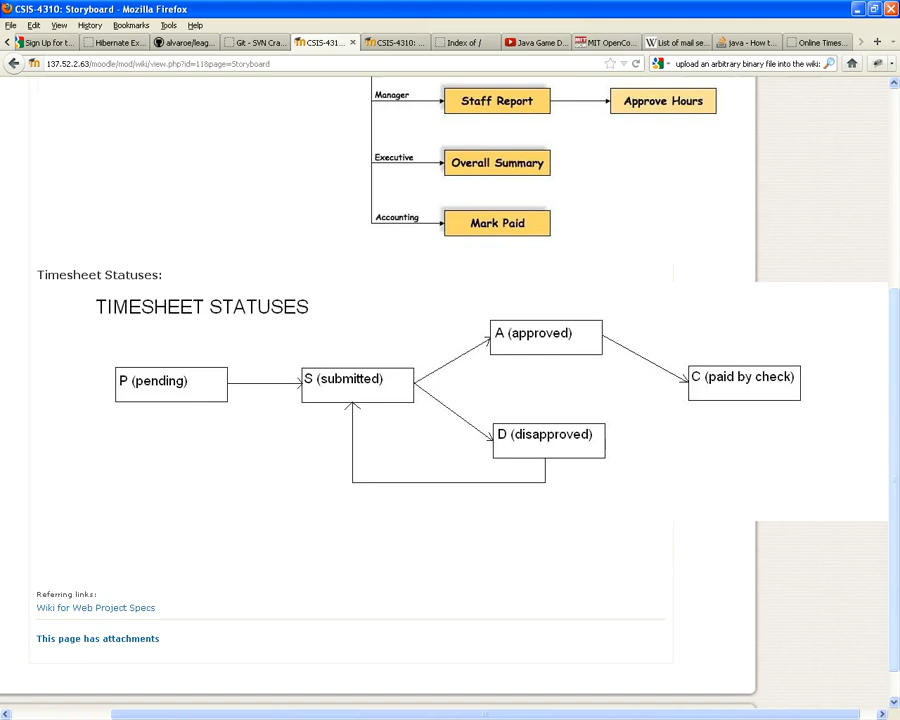 CSIS-4310: Storyboard - Mozilla Firefox
File Edit View History Bookmarks Tools Help
Sign Up for t... Hibernate Ex... alvaroe/leag... Git - SVN Cra... CSIS-431... CSIS-4310: ... Index of / Java Game D... MIT OpenCo... List of mail se... java - How t... Online Times...
137.52.2.63/moodle/mod/wiki/view.php?id=11&page=Storyboard
upload an arbitrary binary file into the wiki:
Manager
Staff Report
Approve Hours
Executive
Overall Summary
Accounting
Mark Paid
Timesheet Statuses:
TIMESHEET STATUSES
A (approved)
P (pending)
S (submitted)
C (paid by check)
D (disapproved)
Referring links:
Wiki for Web Project Specs
This page has attachments